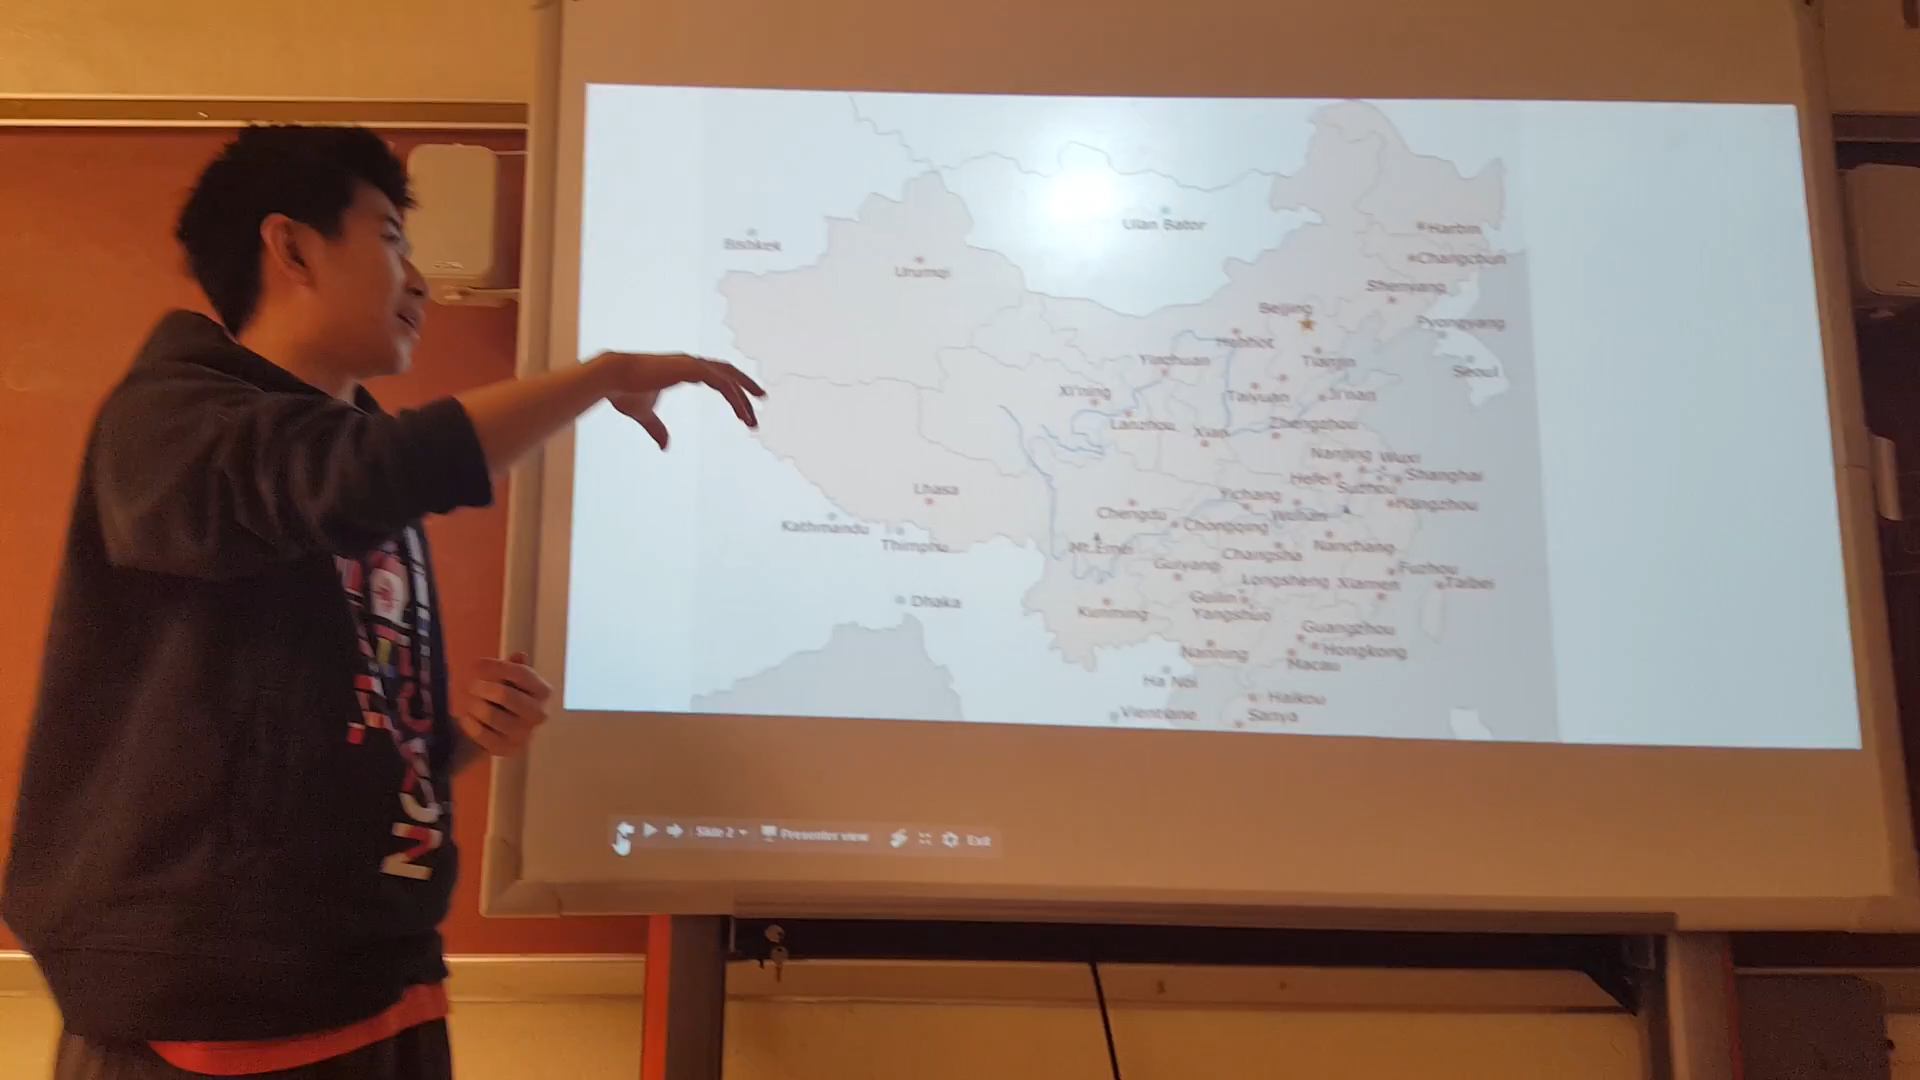 Ulan Bator
Bishkek
Urumqi
Harbin
Changchun
Shenyang
Beijing
Pyongyang
Hohhot
Yinchuan
Tianjin
Seoul
Xi'ning
Taiyuan
Ji'nan
Lanzhou
Xian
Zhengzhou
Nanjing Wuxi
Hefei
Suzhou
Shanghai
Lhasa
Yichang
Hangzhou
Chengdu
Chongqing
Wuhan
Kathmandu
Thimphu
Mt.Emei
Changsha
Nanchang
Guiyang
Fuzhou
Longsheng
Xiamen
Taibei
Dhaka
Guilin
Kunming
Yangshuo
Guangzhou
Nanning
Hongkong
Macau
Ha Noi
Haikou
Vientiane
Sanya
Slide 2
Presenter view
Exit